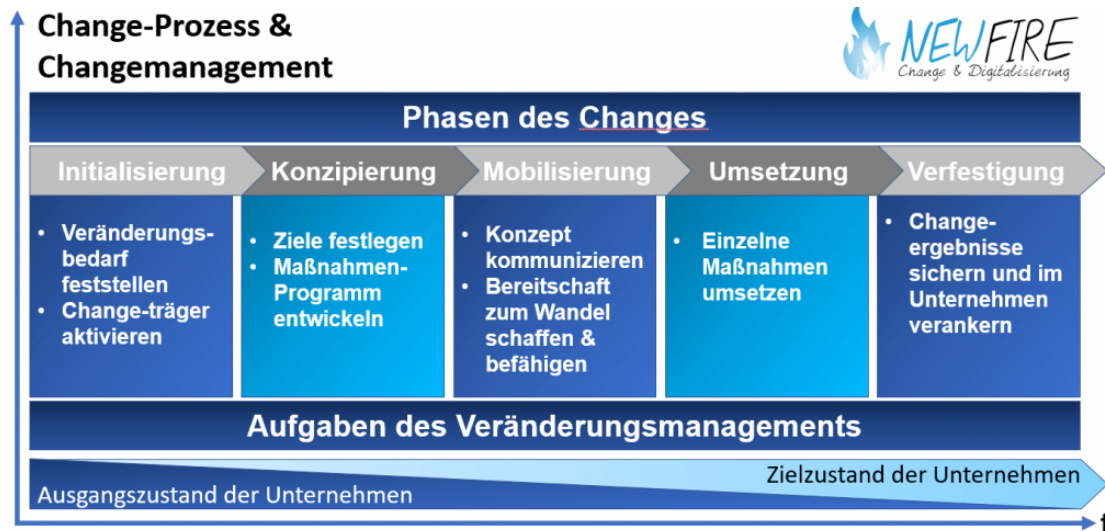 Change-Prozess &
Changemanagement
NEWFIRE
Change & Digitalisierung
Phasen des Changes
Initialisierung
Konzipierung
Mobilisierung
Umsetzung
Verfestigung
• Veränderungs-
bedarf
feststellen
• Change-träger
aktivieren
• Ziele festlegen
• Maßnahmen-
Programm
entwickeln
• Konzept
kommunizieren
• Bereitschaft
zum Wandel
schaffen &
befähigen
• Einzelne
Maßnahmen
umsetzen
• Change-
ergebnisse
sichern und im
Unternehmen
verankern
Aufgaben des Veränderungsmanagements
Zielzustand der Unternehmen
Ausgangszustand der Unternehmen
t